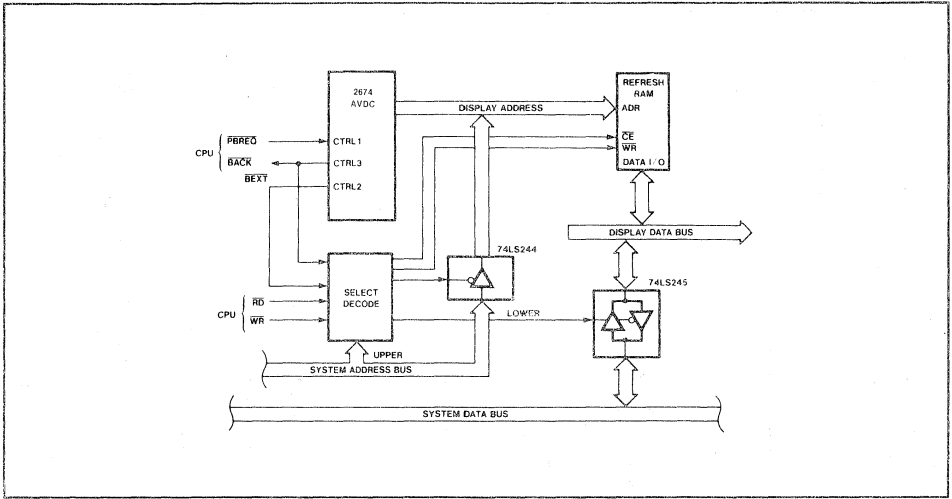 2674
AVDC
REFRESH
RAM
ADR
DISPLAY ADDRESS
CPU
PBREQ
CTRL1
CE
WR
BACK
CTRL3
DATA I/O
BEXT
CTRL2
DISPLAY DATA BUS
74LS244
74LS245
SELECT
DECODE
CPU
RD
WR
LOWER
UPPER
SYSTEM ADDRESS BUS
SYSTEM DATA BUS